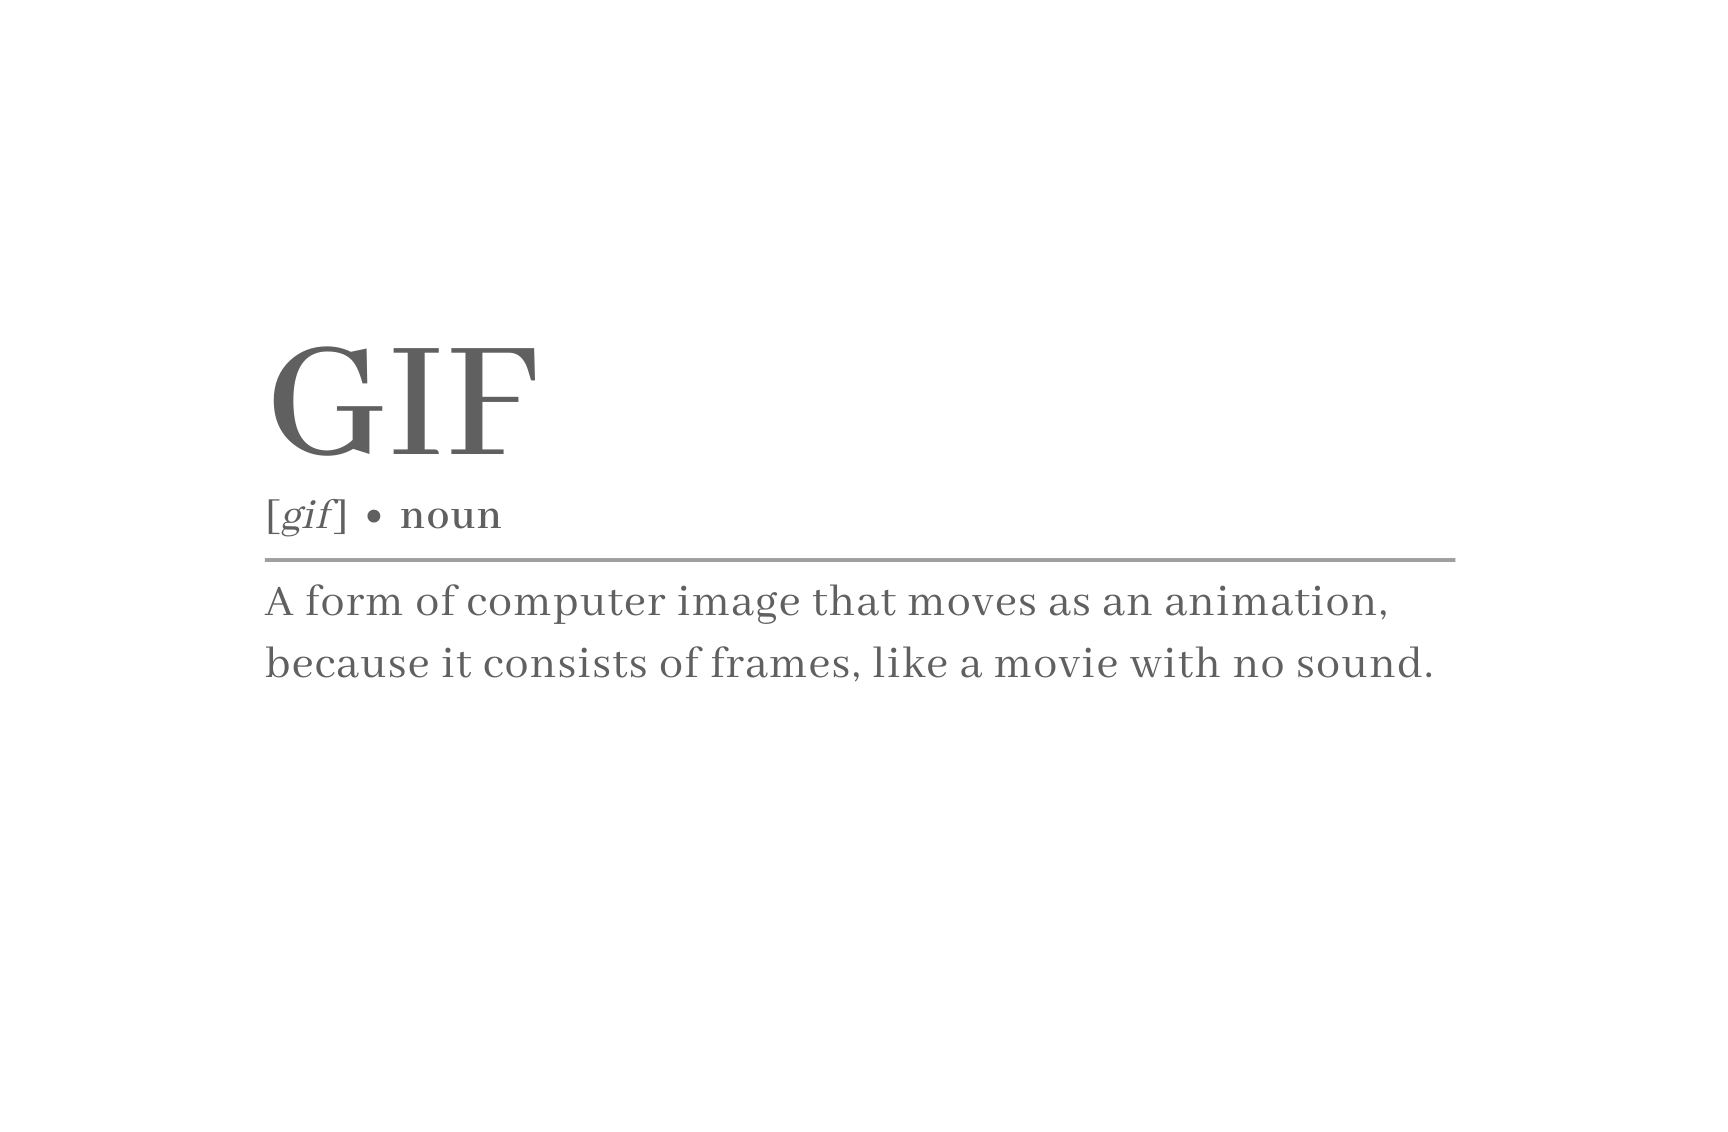 GIF
[gif] • noun
A form of computer image that moves as an animation,
because it consists of frames, like a movie with no sound.